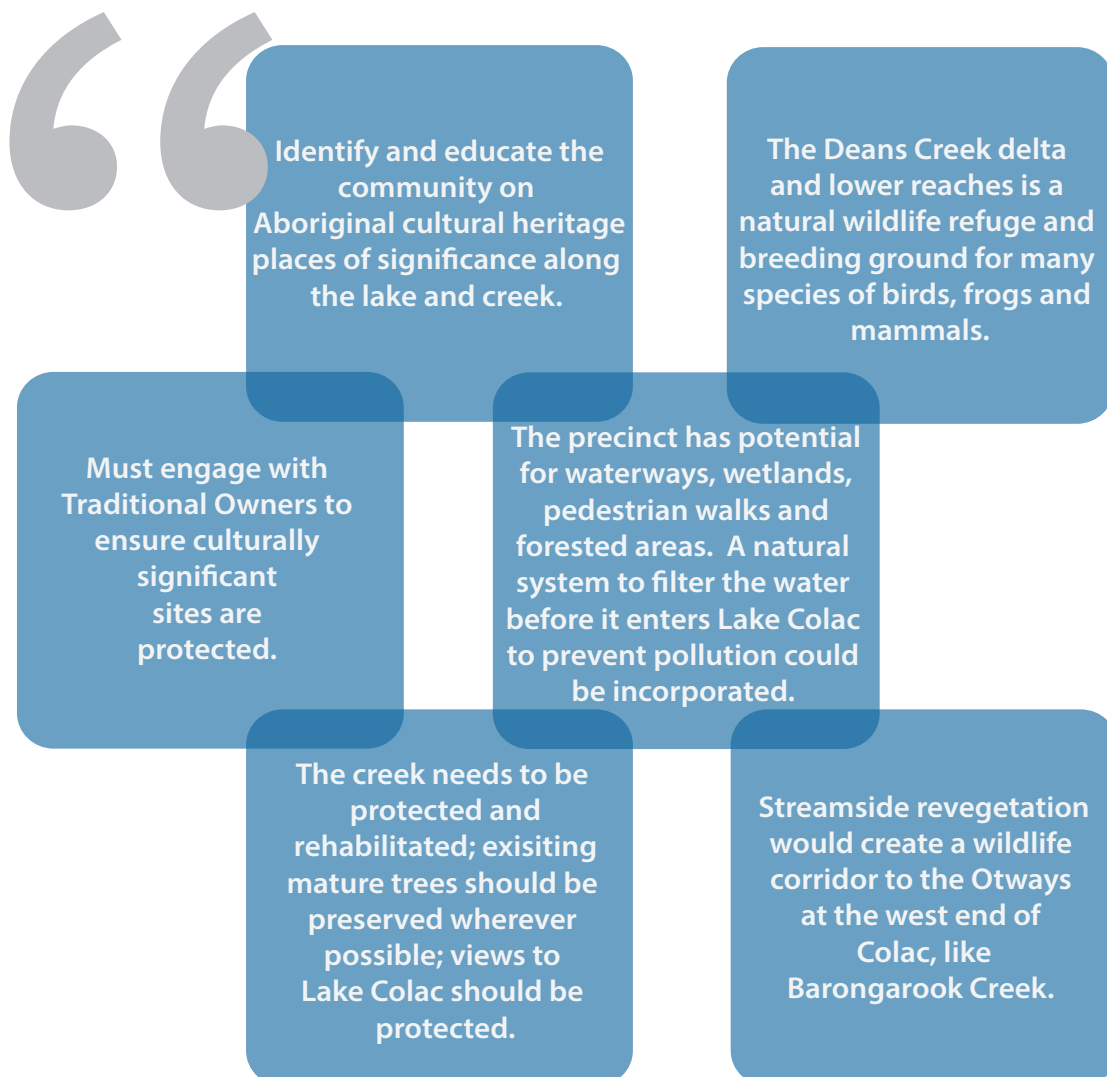 Identify and educate the
community on
Aboriginal cultural heritage
places of significance along
the lake and creek.
The Deans Creek delta
and lower reaches is a
natural wildlife refuge and
breeding ground for many
species of birds, frogs and
mammals.
Must engage with
Traditional Owners to
ensure culturally
significant
sites are
protected.
The precinct has potential
for waterways, wetlands,
pedestrian walks and
forested areas.  A natural
system to filter the water
before it enters Lake Colac
to prevent pollution could
be incorporated.
The creek needs to be
protected and
rehabilitated; exisiting
mature trees should be
preserved wherever
possible; views to
Lake Colac should be
protected.
Streamside revegetation
would create a wildlife
corridor to the Otways
at the west end of
Colac, like
Barongarook Creek.